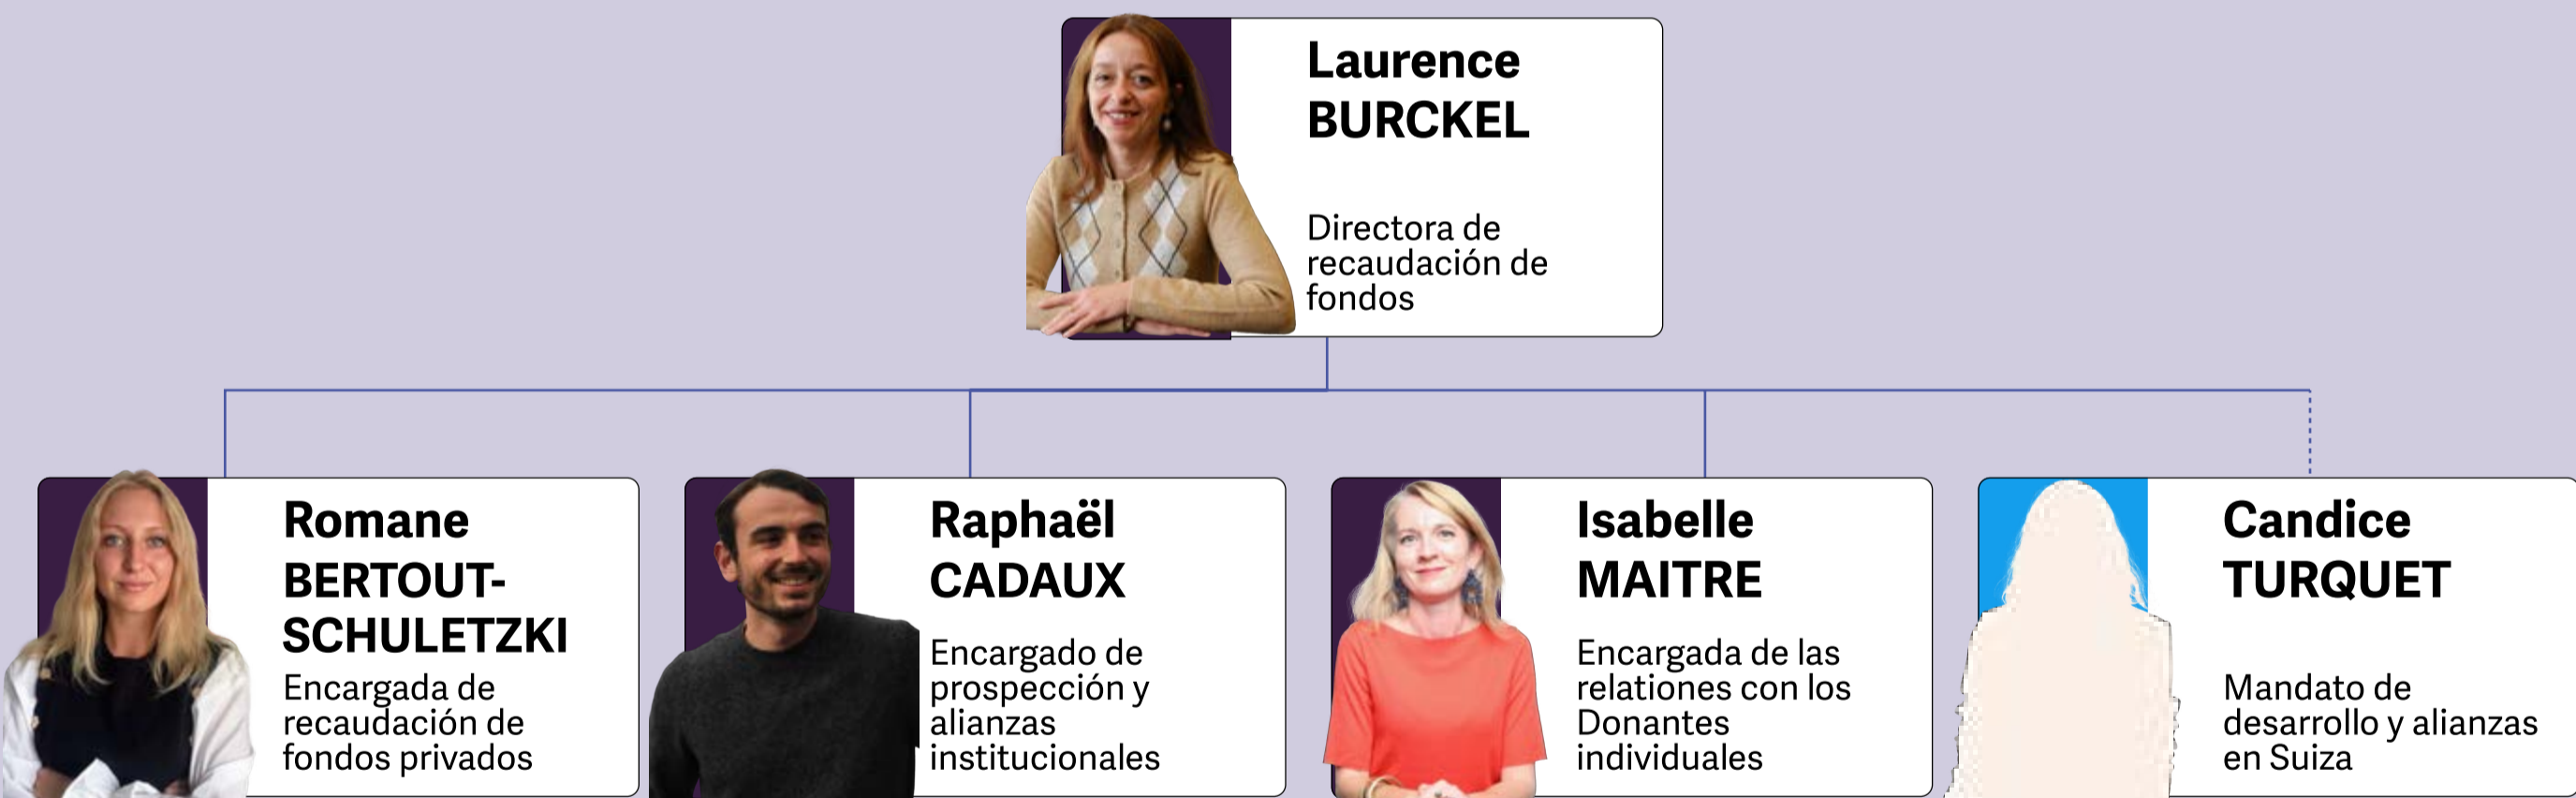 Laurence
BURCKEL
Directora de
recaudación de
fondos
Romane
BERTOUT-
SCHULETZKI
Encargada de
recaudación de
fondos privados
Raphaël
CADAUX
Encargado de
prospección y
alianzas
institucionales
Isabelle
MAITRE
Encargada de las
relationes con los
Donantes
individuales
Candice
TURQUET
Mandato de
desarrollo y alianzas
en Suiza